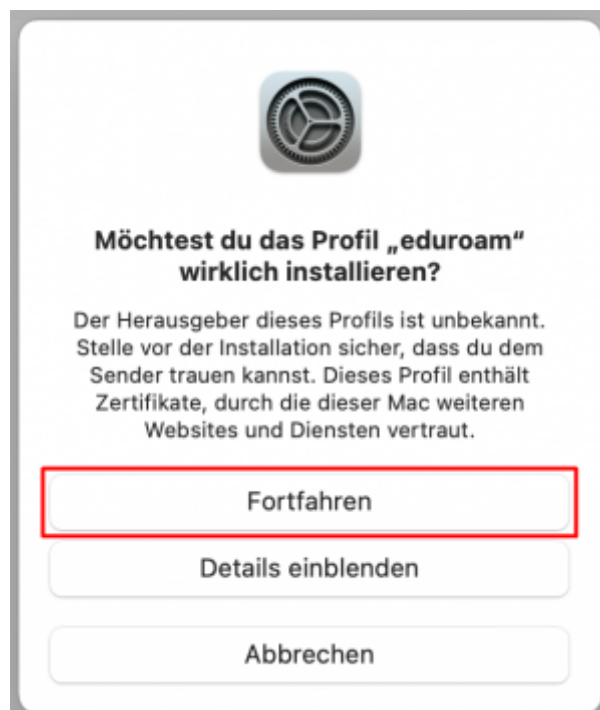 Möchtest du das Profil „eduroam“
wirklich installieren?
Der Herausgeber dieses Profils ist unbekannt.
Stelle vor der Installation sicher, dass du dem
Sender trauen kannst. Dieses Profil enthält
Zertifikate, durch die dieser Mac weiteren
Websites und Diensten vertraut.
Fortfahren
Details einblenden
Abbrechen